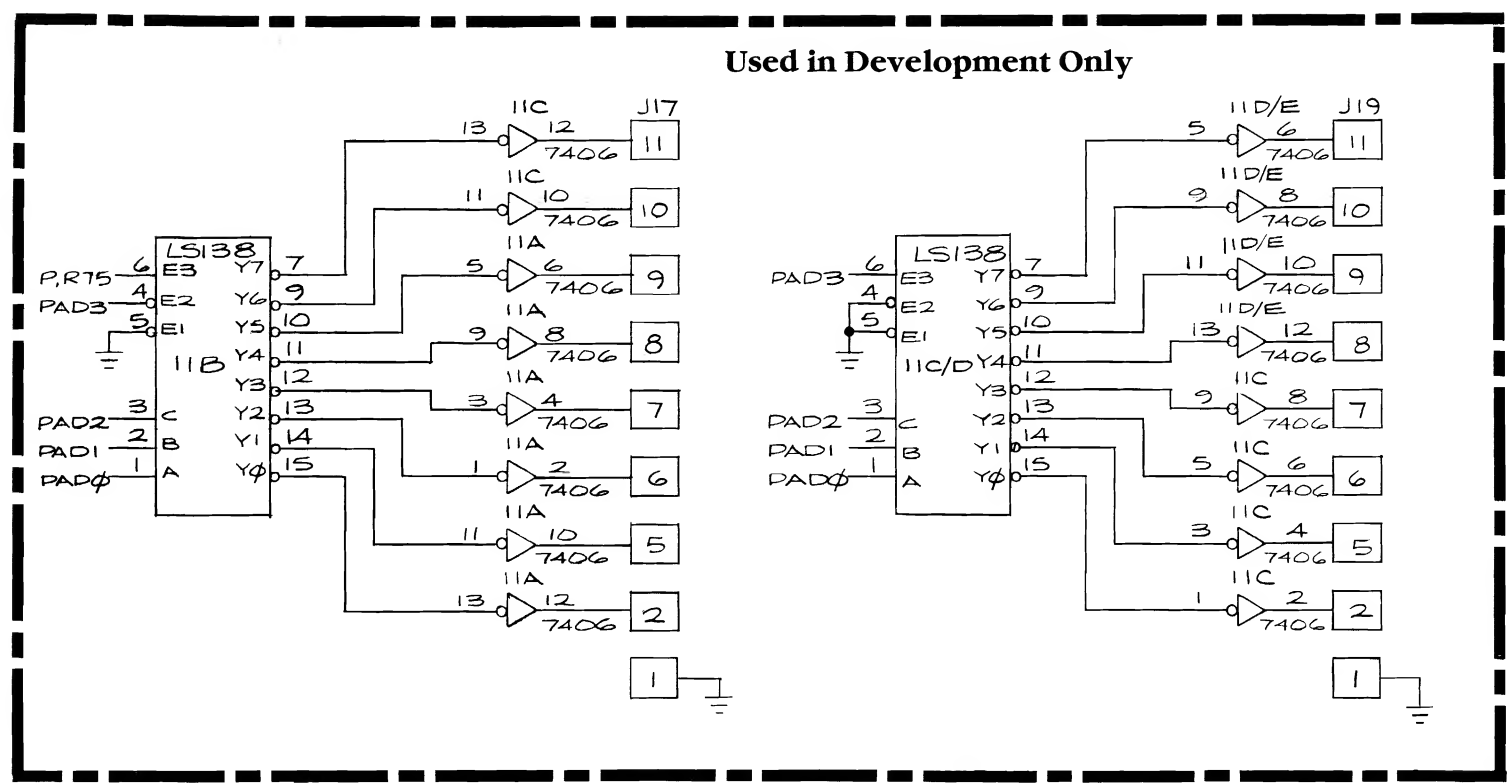 Used in Development Only
11C J17
13 12 7406 11
11C
11 10 7406 10
11A
5 6 7406 9
11A
9 8 7406 8
11A
3 4 7406 7
11A
1 2 7406 6
11A
11 10 7406 5
11A
13 12 7406 2
1
LS138
P,R75 6 E3 Y7 7
PAD3 4 E2 Y6 9
5 E1 Y5 10
11B Y4 11
Y3 12
PAD2 3 C Y2 13
PAD1 2 B Y1 14
PADØ 1 A YØ 15
11D/E J19
5 6 7406 11
11D/E
9 8 7406 10
11D/E
11 10 7406 9
11D/E
13 12 7406 8
11C
9 8 7406 7
11C
5 6 7406 6
11C
3 4 7406 5
11C
1 2 7406 2
1
LS138
PAD3 6 E3 Y7 7
4 E2 Y6 9
5 E1 Y5 10
11C/D Y4 11
Y3 12
PAD2 3 C Y2 13
PAD1 2 B Y1 14
PADØ 1 A YØ 15